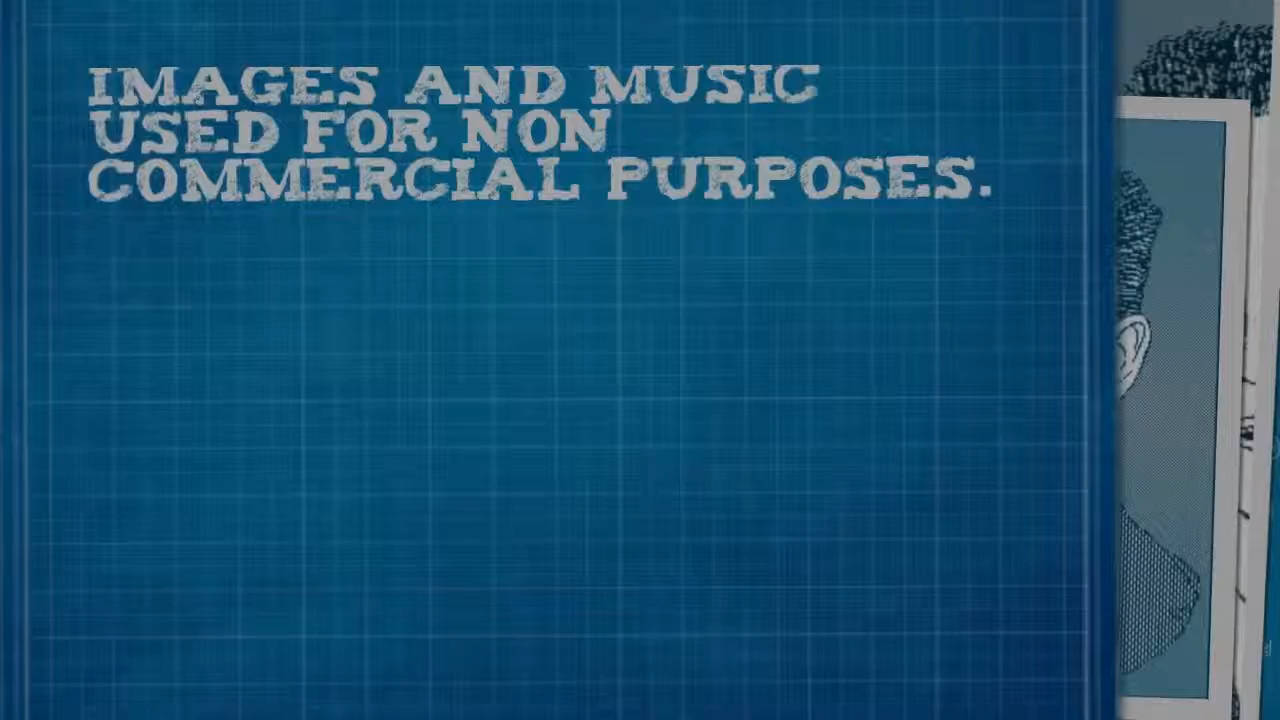 IMAGES AND MUSIC
USED FOR NON
COMMERCIAL PURPOSES.